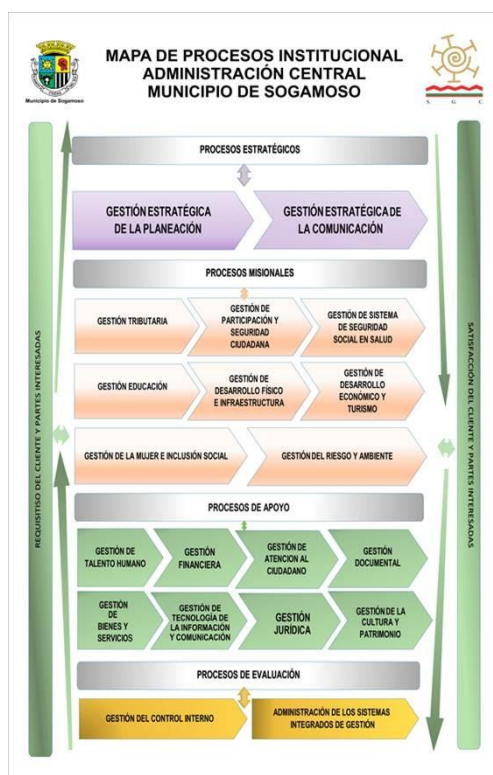 MAPA DE PROCESOS INSTITUCIONAL
ADMINISTRACIÓN CENTRAL
MUNICIPIO DE SOGAMOSO
Municipio de Sogamoso
S. G. C.
REQUISITISO DEL CLIENTE Y PARTES INTERESADAS
PROCESOS ESTRATÉGICOS
GESTIÓN ESTRATÉGICA
DE LA PLANEACIÓN
GESTIÓN ESTRATÉGICA DE
LA COMUNICACIÓN
PROCESOS MISIONALES
GESTIÓN TRIBUTARIA
GESTIÓN DE
PARTICIPACIÓN Y
SEGURIDAD
CIUDADANA
GESTIÓN DE SISTEMA
DE SEGURIDAD
SOCIAL EN SALUD
GESTIÓN EDUCACIÓN
GESTIÓN DE
DESARROLLO FÍSICO
E INFRAESTRUCTURA
GESTIÓN DE
DESARROLLO
ECONÓMICO Y
TURISMO
GESTIÓN DE LA MUJER E INCLUSIÓN SOCIAL
GESTIÓN DEL RIESGO Y AMBIENTE
PROCESOS DE APOYO
GESTIÓN DE
TALENTO HUMANO
GESTIÓN
FINANCIERA
GESTIÓN DE
ATENCION AL
CIUDADANO
GESTIÓN
DOCUMENTAL
GESTIÓN
DE
BIENES Y
SERVICIOS
GESTIÓN DE
TECNOLOGÍA DE
LA INFORMACIÓN
Y COMUNICACIÓN
GESTIÓN
JURÍDICA
GESTIÓN DE LA
CULTURA Y
PATRIMONIO
PROCESOS DE EVALUACIÓN
GESTIÓN DEL CONTROL INTERNO
ADMINISTRACIÓN DE LOS SISTEMAS
INTEGRADOS DE GESTIÓN
SATISFACCIÓN DEL CLIENTE Y PARTES INTERESADAS